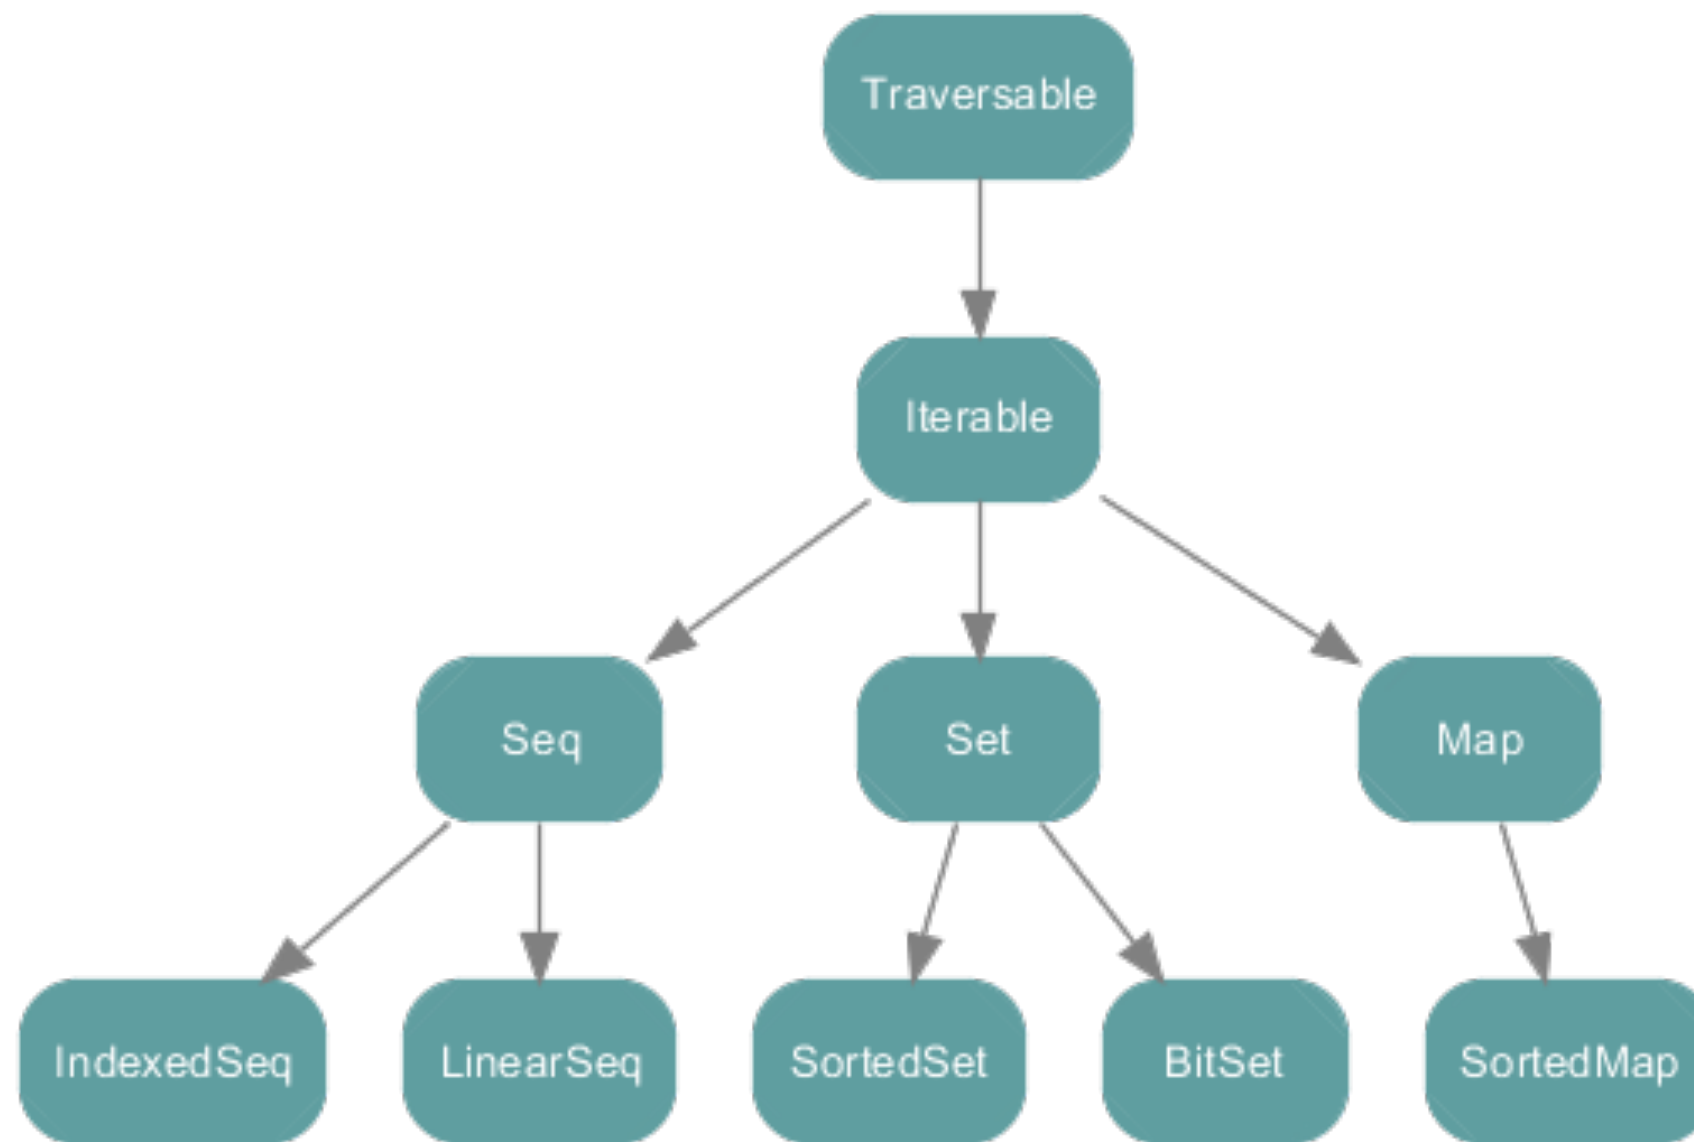 Traversable
Iterable
Seq
Set
Map
IndexedSeq
LinearSeq
SortedSet
BitSet
SortedMap